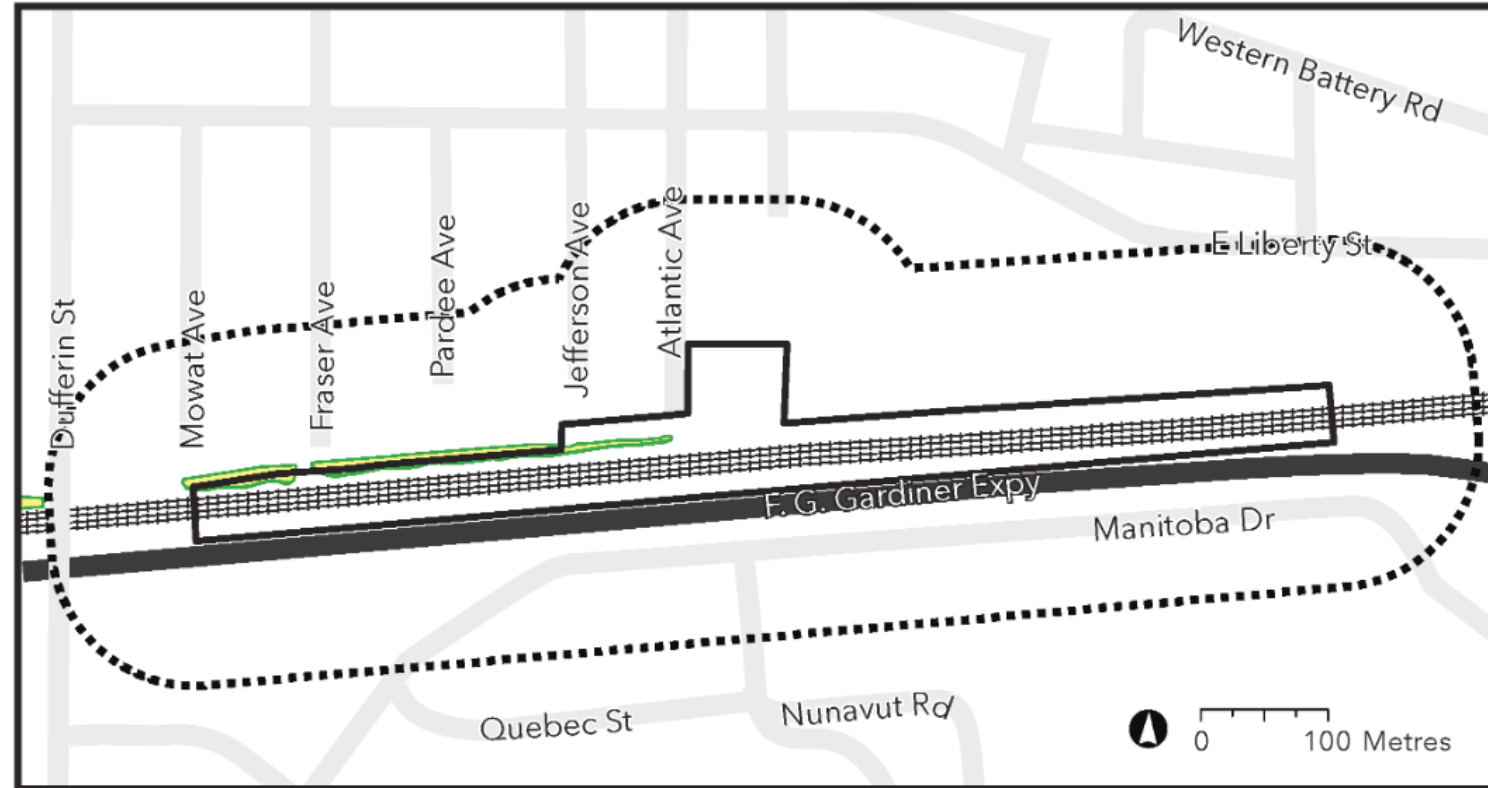 Western Battery Rd
E Liberty St
Dufferin St
Mowat Ave
Fraser Ave
Pardee Ave
Jefferson Ave
Atlantic Ave
F. G. Gardiner Expy
Manitoba Dr
Quebec St
Nunavut Rd
0 100 Metres